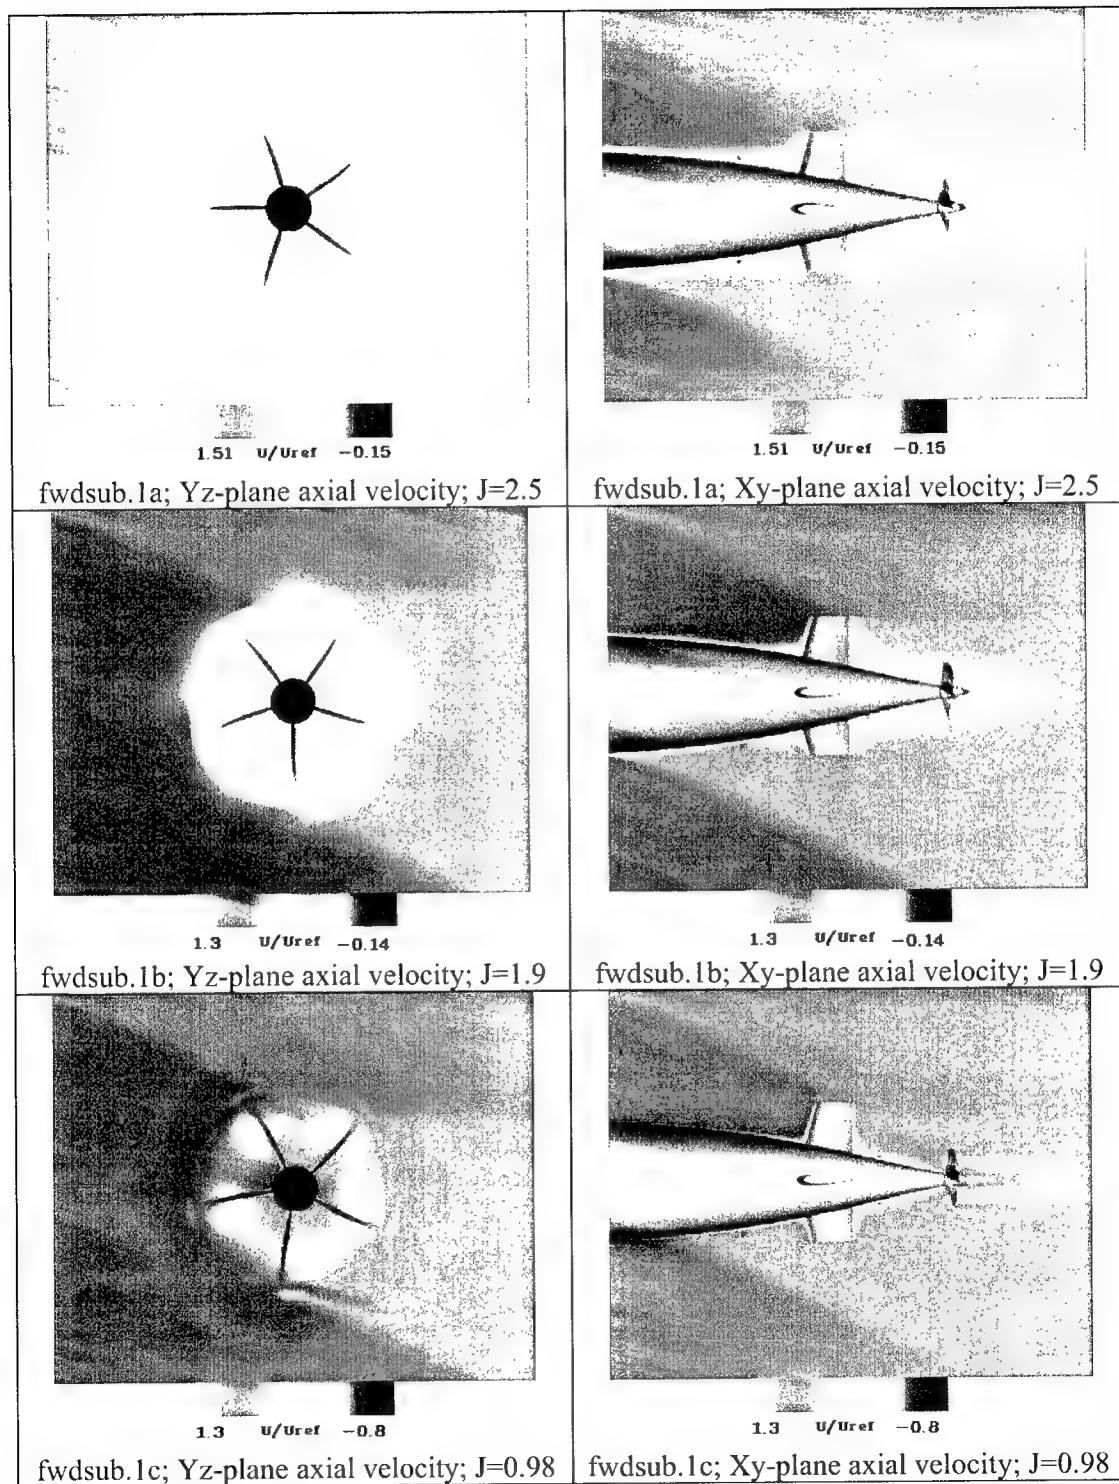 1.51 U/Uref -0.15
1.51 U/Uref -0.15
fwdsub.1a; Yz-plane axial velocity; J=2.5
fwdsub.1a; Xy-plane axial velocity; J=2.5
1.3 U/Uref -0.14
1.3 U/Uref -0.14
fwdsub.1b; Yz-plane axial velocity; J=1.9
fwdsub.1b; Xy-plane axial velocity; J=1.9
1.3 U/Uref -0.8
1.3 U/Uref -0.8
fwdsub.1c; Yz-plane axial velocity; J=0.98
fwdsub.1c; Xy-plane axial velocity; J=0.98